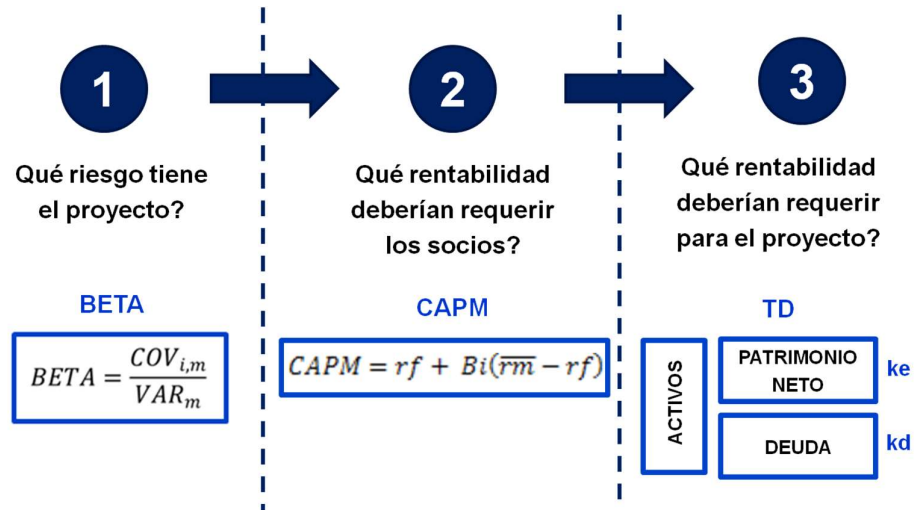 1
Qué riesgo tiene
el proyecto?
BETA
BETA = COV_{i,m} / VAR_m
2
Qué rentabilidad
deberían requerir
los socios?
CAPM
CAPM = rf + Bi(\overline{rm} − rf)
3
Qué rentabilidad
deberían requerir
para el proyecto?
TD
ACTIVOS
PATRIMONIO
NETO
ke
DEUDA
kd